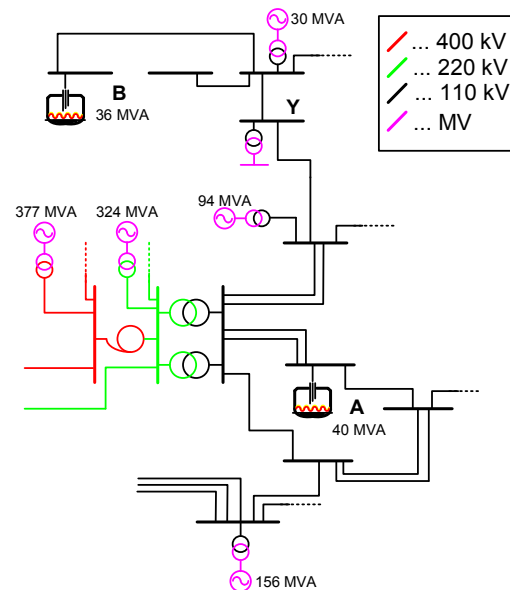 30 MVA
... 400 kV
... 220 kV
... 110 kV
... MV
B
36 MVA
Y
94 MVA
377 MVA
324 MVA
A
40 MVA
156 MVA